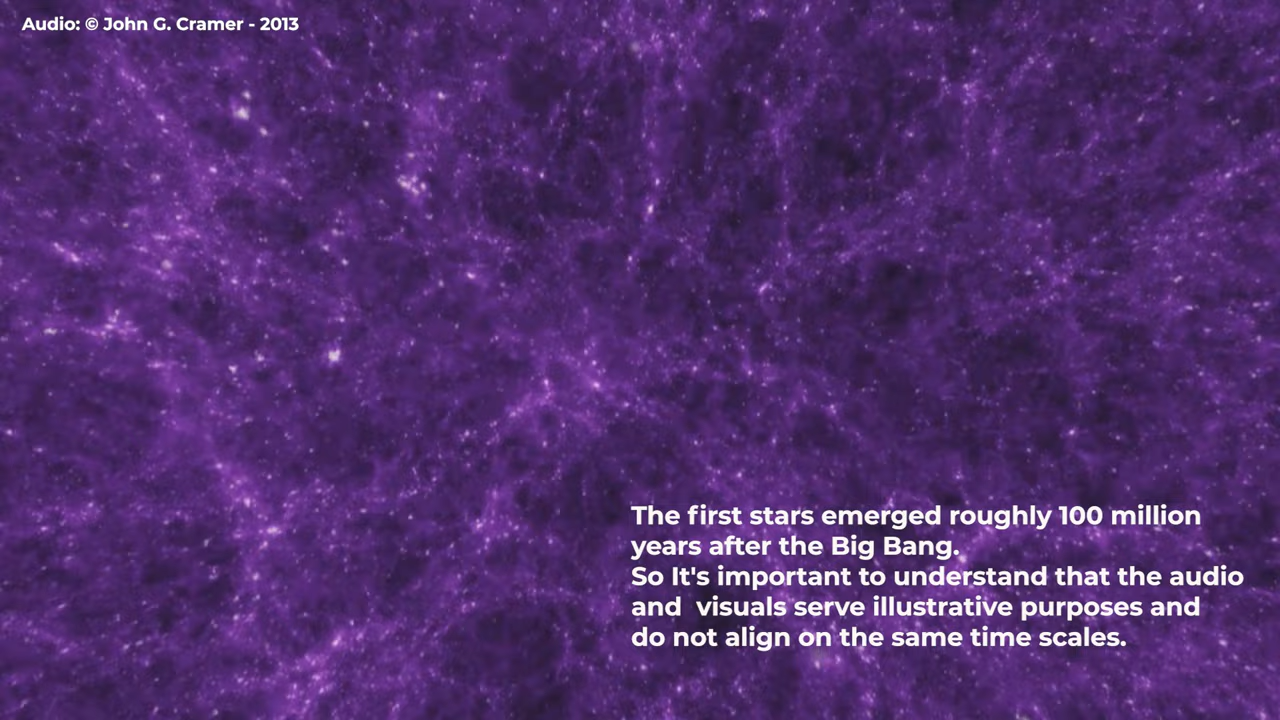 Audio: © John G. Cramer - 2013
The first stars emerged roughly 100 million
years after the Big Bang.
So It's important to understand that the audio
and  visuals serve illustrative purposes and
do not align on the same time scales.